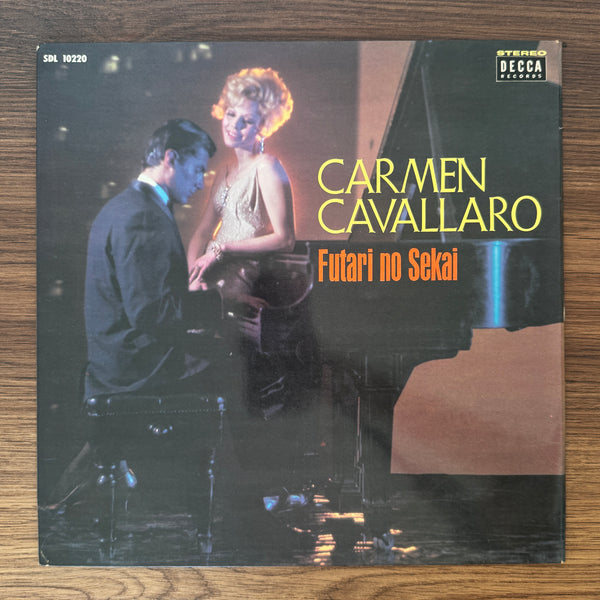 SDL 10220
STEREO
DECCA
RECORDS
CARMEN
CAVALLARO
Futari no Sekai